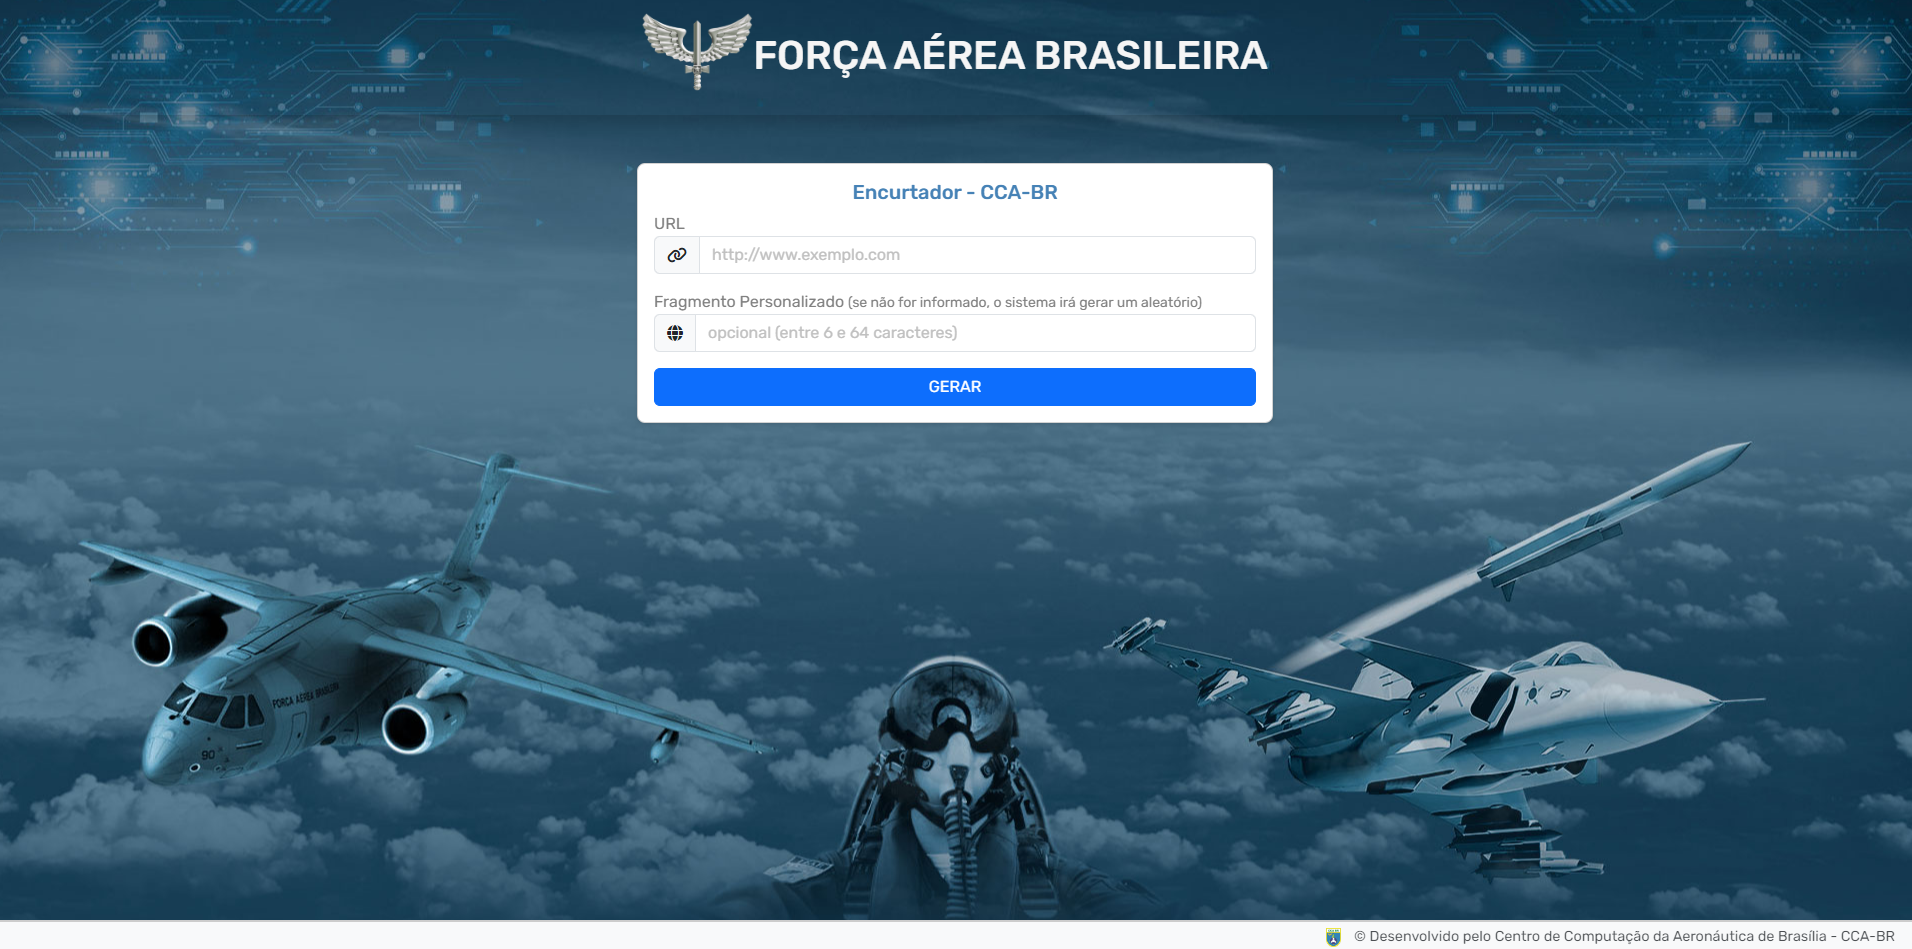 FORÇA AÉREA BRASILEIRA
Encurtador - CCA-BR
URL
http://www.exemplo.com
Fragmento Personalizado (se não for informado, o sistema irá gerar um aleatório)
opcional (entre 6 e 64 caracteres)
GERAR
FORÇA AÉREA BRASILEIRA
90
© Desenvolvido pelo Centro de Computação da Aeronáutica de Brasília - CCA-BR